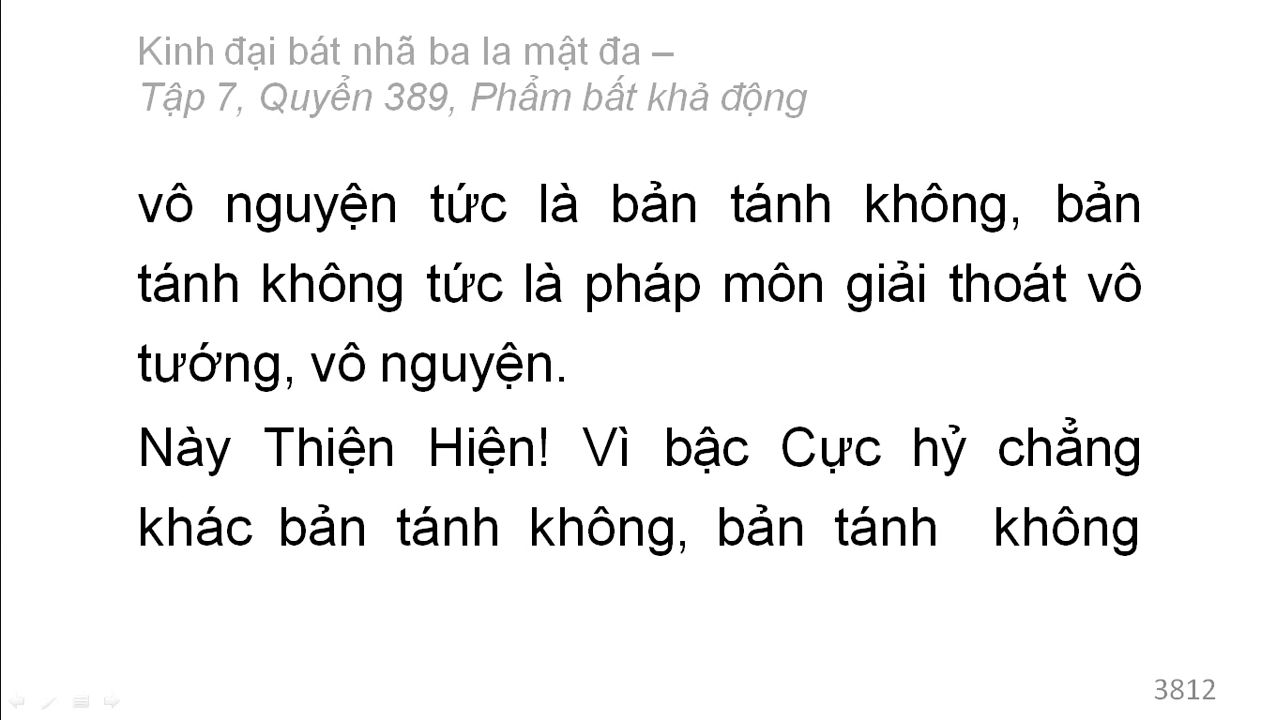 Kinh đại bát nhã ba la mật đa –
Tập 7, Quyển 389, Phẩm bất khả động
vô nguyện tức là bản tánh không, bản
tánh không tức là pháp môn giải thoát vô
tướng, vô nguyện.
Này Thiện Hiện! Vì bậc Cực hỷ chẳng
khác bản tánh không, bản tánh không
3812